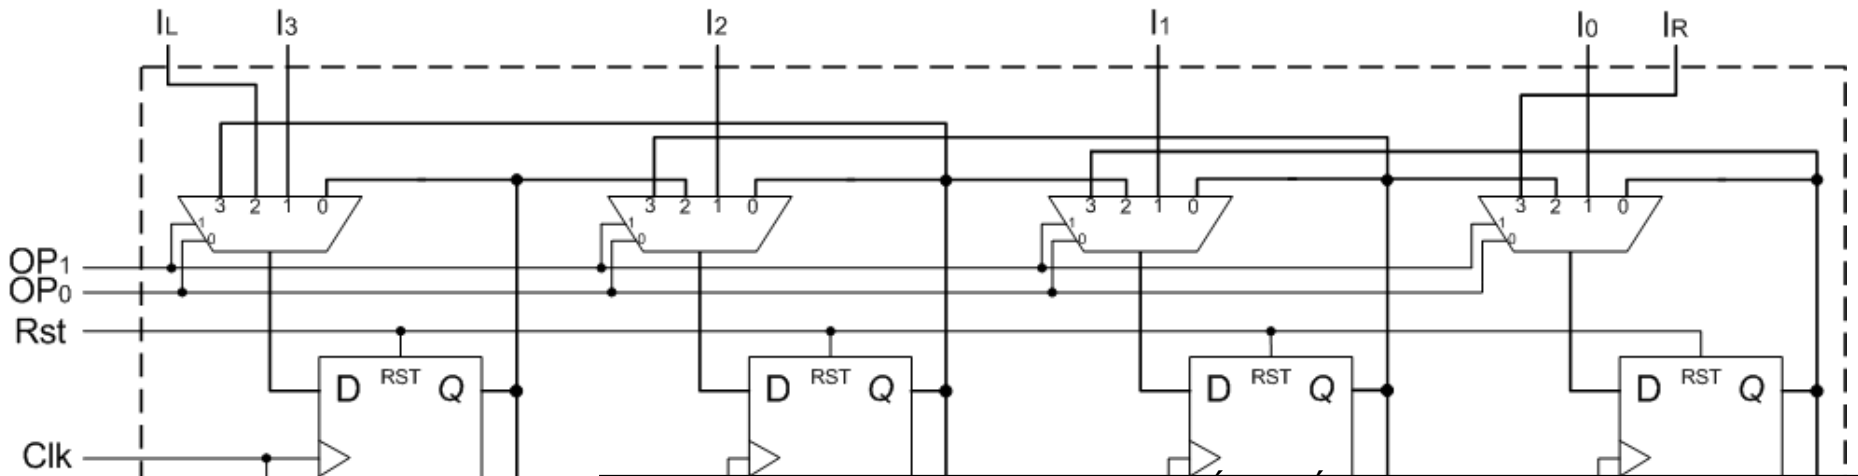 IL I3 I2 I1 I0 IR
3 2 1 0 3 2 1 0 3 2 1 0 3 2 1 0
1 1 1 1
0 0 0 0
OP1
OP0
Rst
RST RST RST RST
D Q D Q D Q D Q
Clk